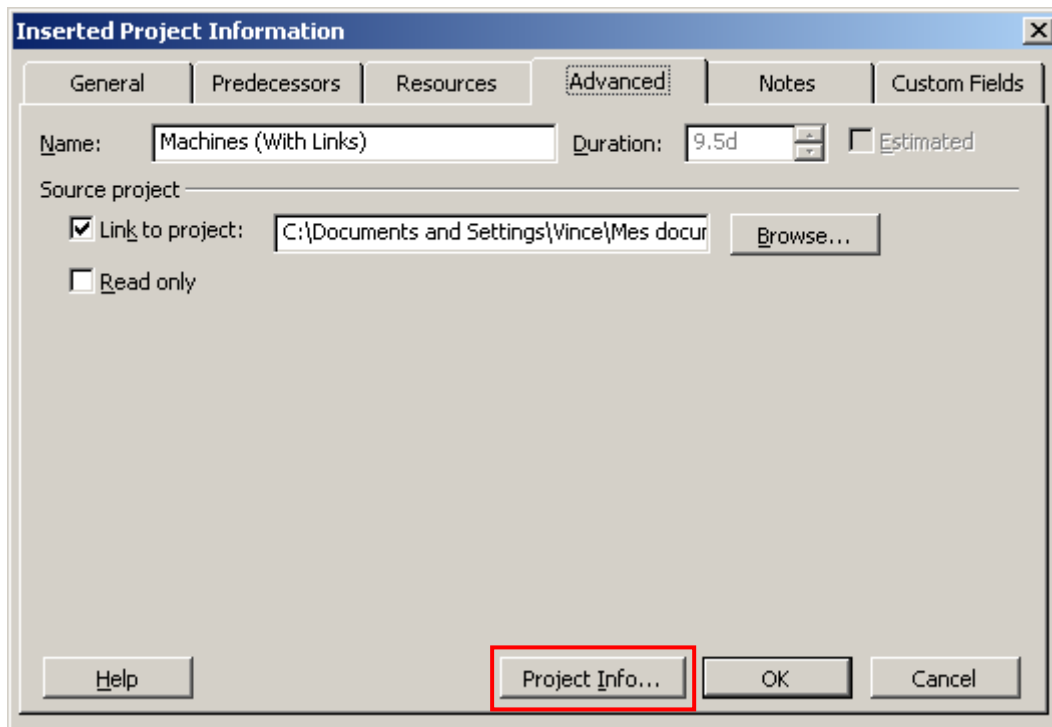 Inserted Project Information
General Predecessors Resources Advanced Notes Custom Fields
Name: Machines (With Links) Duration: 9.5d Estimated
Source project
Link to project: C:\Documents and Settings\Vince\Mes docur Browse...
Read only
Help Project Info... OK Cancel